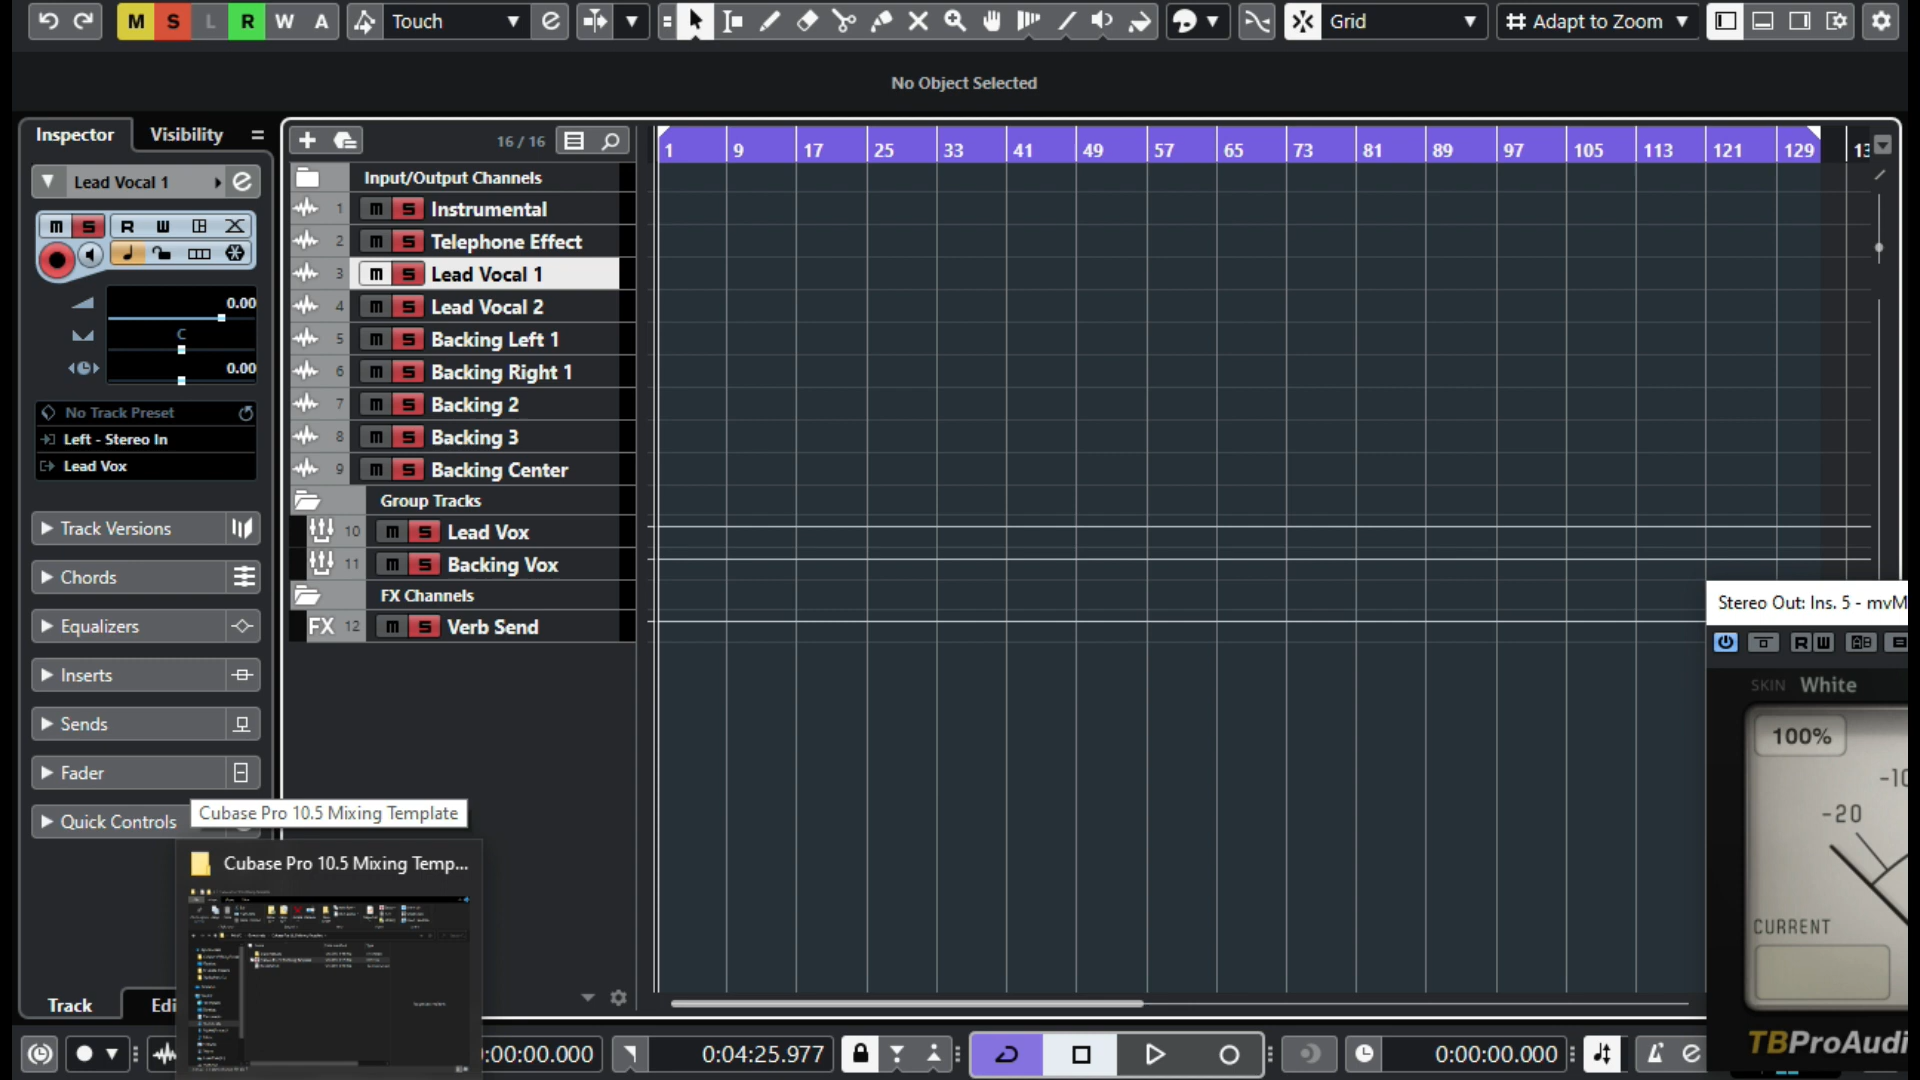 M S L R W A Touch Grid Adapt to Zoom
No Object Selected
Inspector Visibility
16 / 16
1 9 17 25 33 41 49 57 65 73 81 89 97 105 113 121 129
Lead Vocal 1
Input/Output Channels
1 m S Instrumental
2 m S Telephone Effect
3 m S Lead Vocal 1
4 m S Lead Vocal 2
5 m S Backing Left 1
6 m S Backing Right 1
7 m S Backing 2
8 m S Backing 3
9 m S Backing Center
Group Tracks
10 m S Lead Vox
11 m S Backing Vox
FX Channels
FX 12 m S Verb Send
m S R W
0.00
C
0.00
No Track Preset
Left - Stereo In
Lead Vox
Track Versions
Chords
Equalizers
Inserts
Sends
Fader
Quick Controls
Cubase Pro 10.5 Mixing Template
Cubase Pro 10.5 Mixing Temp...
Track Edi
Stereo Out: Ins. 5 - mvM
R W
SKIN White
100%
-10
-20
CURRENT
TBProAudi
:00:00.000 0:04:25.977 0:00:00.000